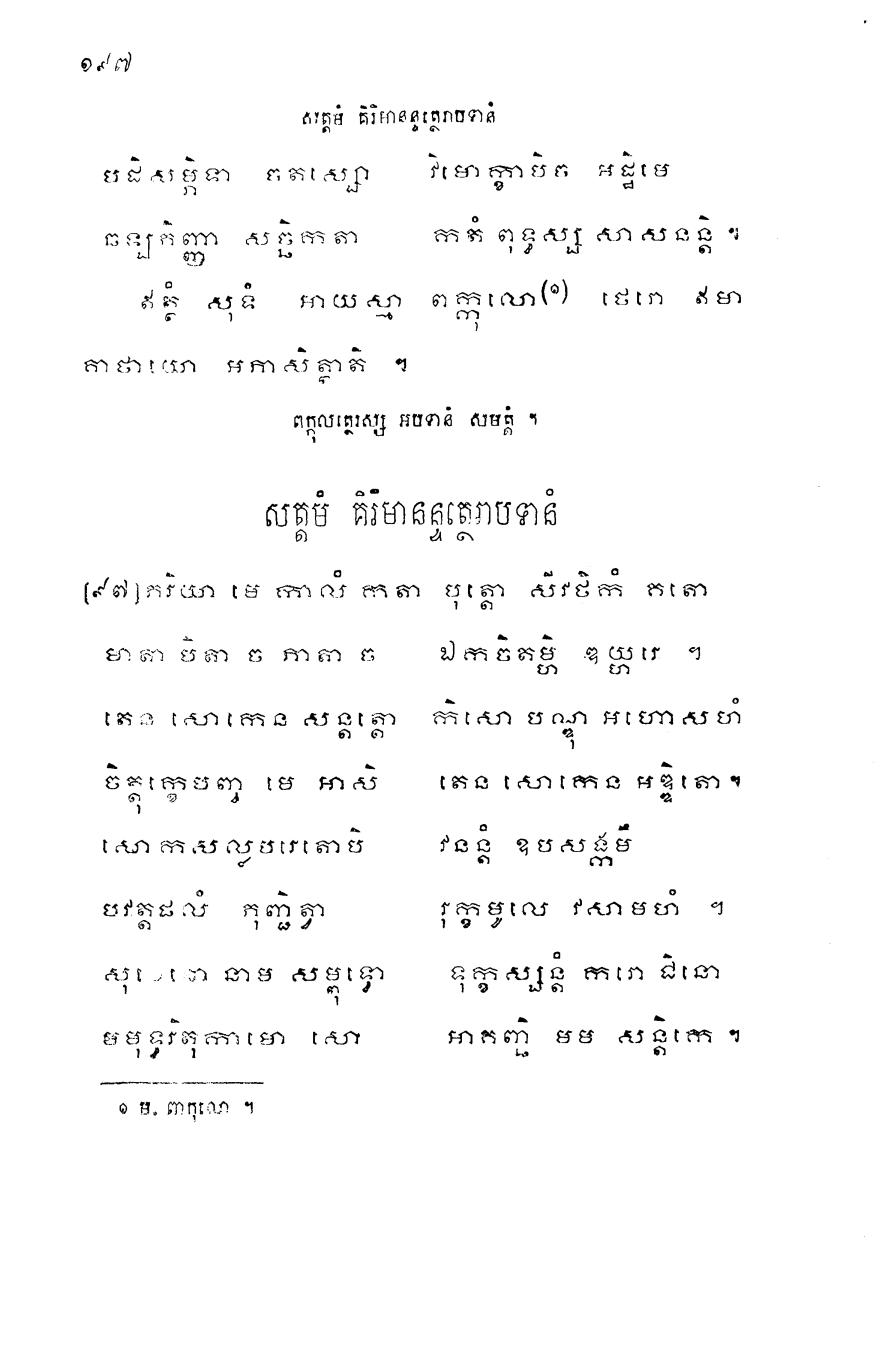 ១៩៧
សត្តមំ គិរិមានន្ទត្ថេរាបទានំ
បដិសម្ភិទា ចតស្សោ វិមោក្ខាបិច អដ្ឋិមេ
ឆឡភិញ្ញា សច្ឆិកតា កតំ ពុទ្ធស្ស សាសនន្តិ ។
ឥត្ថំ សុទំ អាយស្មា ពក្កុលោ(១) ថេរោ ឥមា
គាថាយោ អភាសិត្ថាតិ ។
ពក្កុលត្ថេរស្ស អបទានំ សមត្តំ ។
សត្តមំ គិរិមានន្ទត្ថេរាបទានំ
[៩៧] ភរិយា មេ កាលំ កតា បុត្តោ សីវថិកំ គតោ
មាតា បិតា ច ភាតា ច ឯកចិតម្ហិ ឌយ្ហរេ ។
តេន សោកេន សន្តត្តោ កិសោ បណ្ឌុ អហោសហំ
ចិត្តុក្ខេបញ្ច មេ អាសិ តេន សោកេន អដ្ឌិតោ ។
សោកសល្លបរេតោបិ វនន្តំ ឧបសង្កមឹ
បវត្តផលំ ភុញ្ជិត្វា រុក្ខមូលេ វសាមហំ ។
នាម សម្ពុទ្ធោ ទុក្ខស្សន្តំ ករោ ជិនោ
មមុទ្ធរិតុកាមោ សោ អាគញ្ជិ មម សន្តិកេ ។
១ ម. ពាកុលោ ។